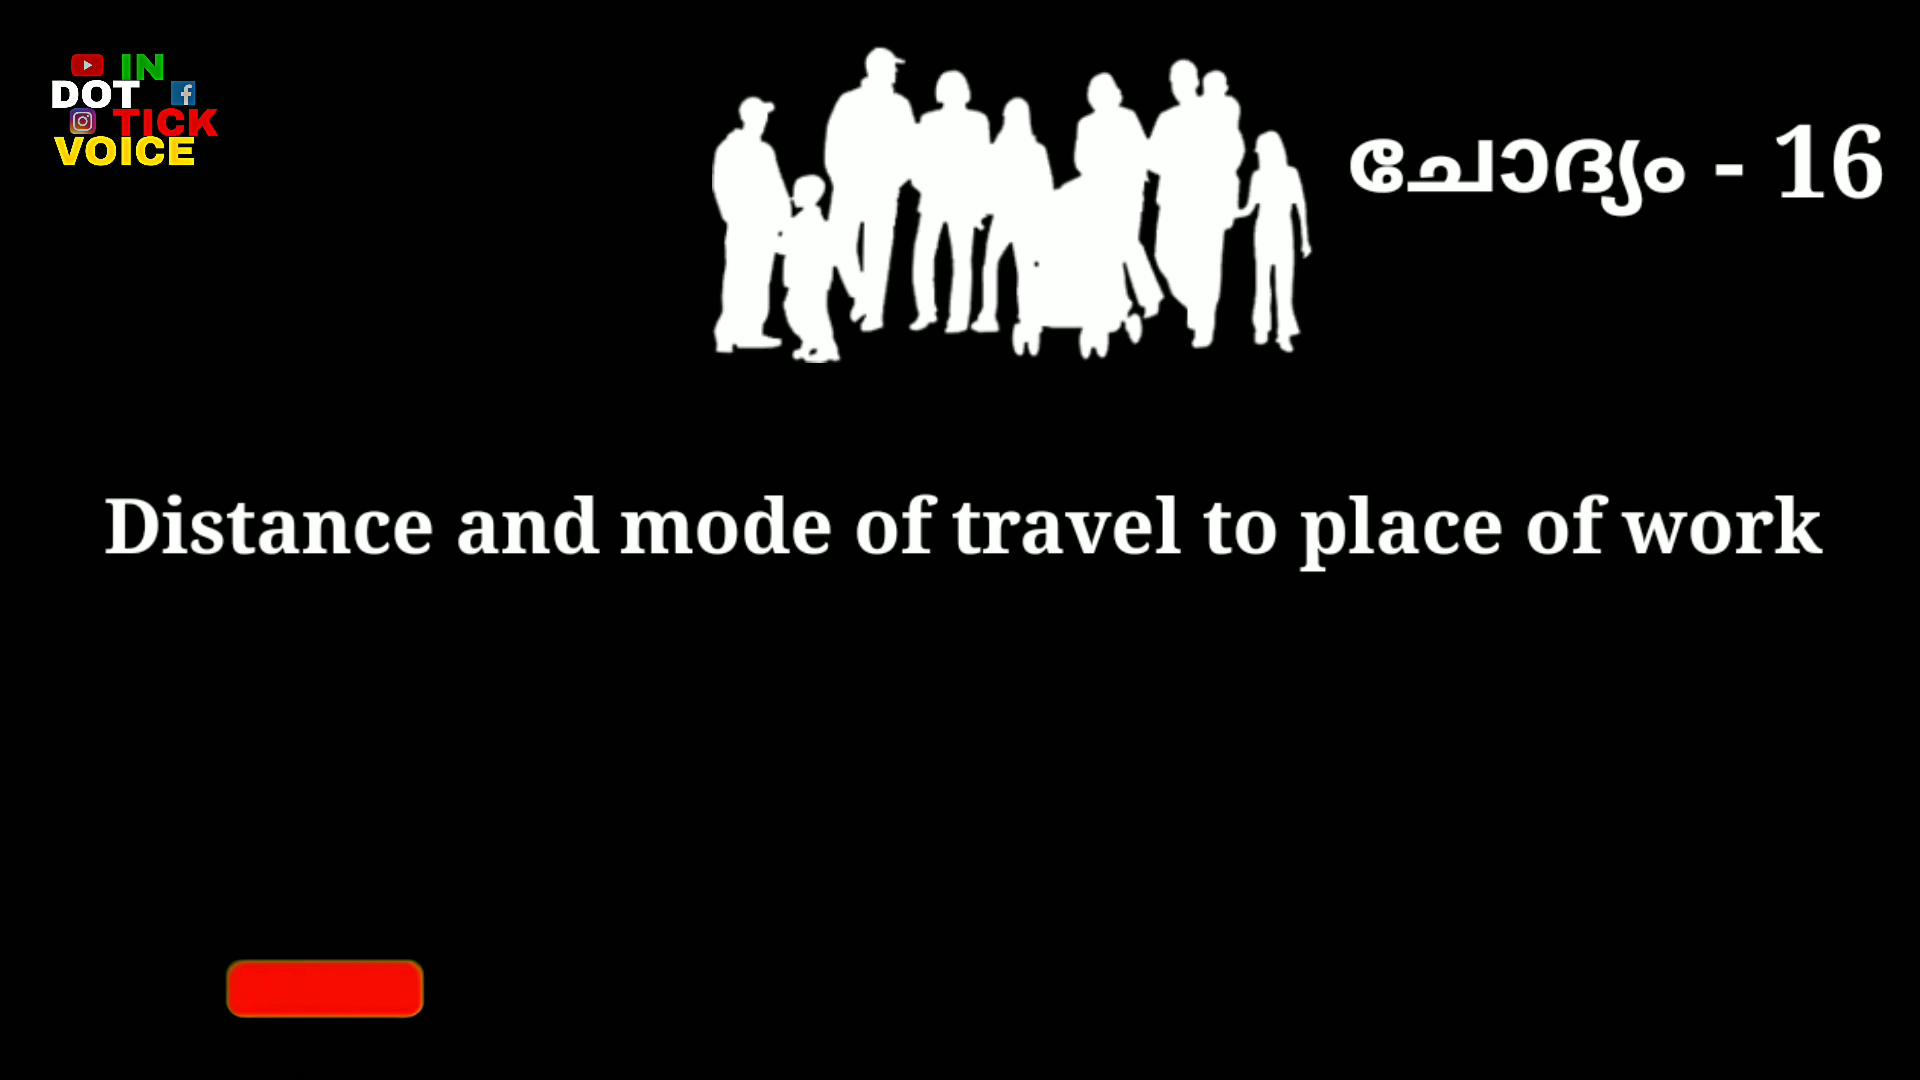 IN
DOT
TICK
VOICE
ചോദ്യം - 16
Distance and mode of travel to place of work